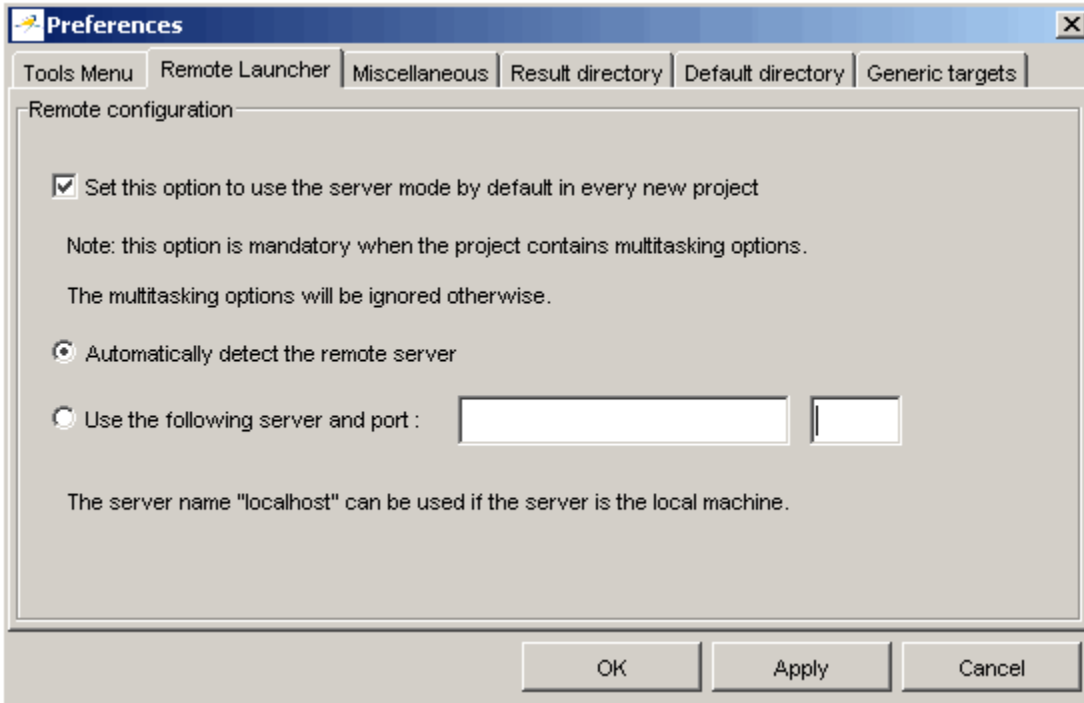 Preferences
Tools Menu Remote Launcher Miscellaneous Result directory Default directory Generic targets
Remote configuration
Set this option to use the server mode by default in every new project
Note: this option is mandatory when the project contains multitasking options.
The multitasking options will be ignored otherwise.
Automatically detect the remote server
Use the following server and port :
The server name "localhost" can be used if the server is the local machine.
OK Apply Cancel